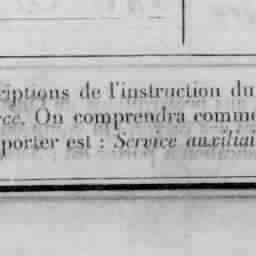 criptions de l'instruction du
rce. On comprendra comme
porter est : Service auxiliai